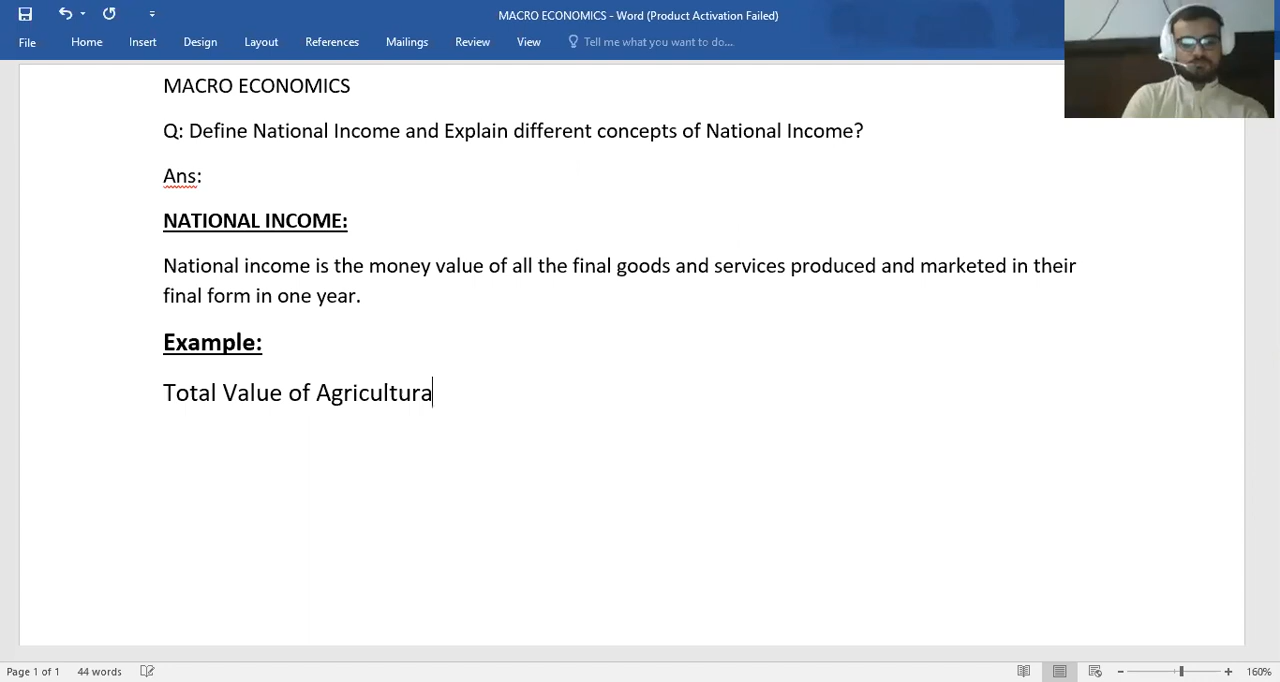 MACRO ECONOMICS - Word (Product Activation Failed)
File Home Insert Design Layout References Mailings Review View Tell me what you want to do...
MACRO ECONOMICS
Q: Define National Income and Explain different concepts of National Income?
Ans:
NATIONAL INCOME:
National income is the money value of all the final goods and services produced and marketed in their
final form in one year.
Example:
Total Value of Agricultura
Page 1 of 1 44 words 160%